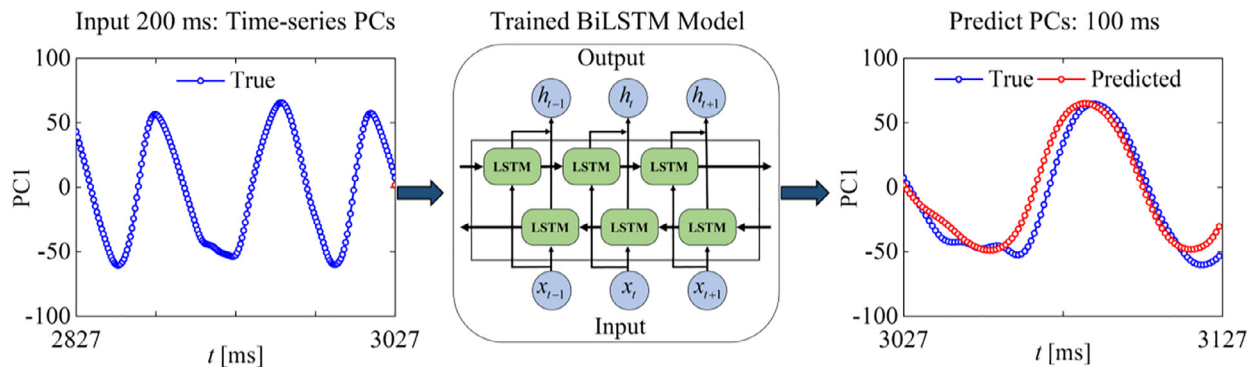 Input 200 ms: Time-series PCs
100
50
0
-50
-100
PC1
True
2827
3027
t [ms]
Trained BiLSTM Model
Output
h_{t-1} h_t h_{t+1}
LSTM LSTM LSTM
LSTM LSTM LSTM
x_{t-1} x_t x_{t+1}
Input
Predict PCs: 100 ms
100
50
0
-50
-100
PC1
True Predicted
3027
3127
t [ms]